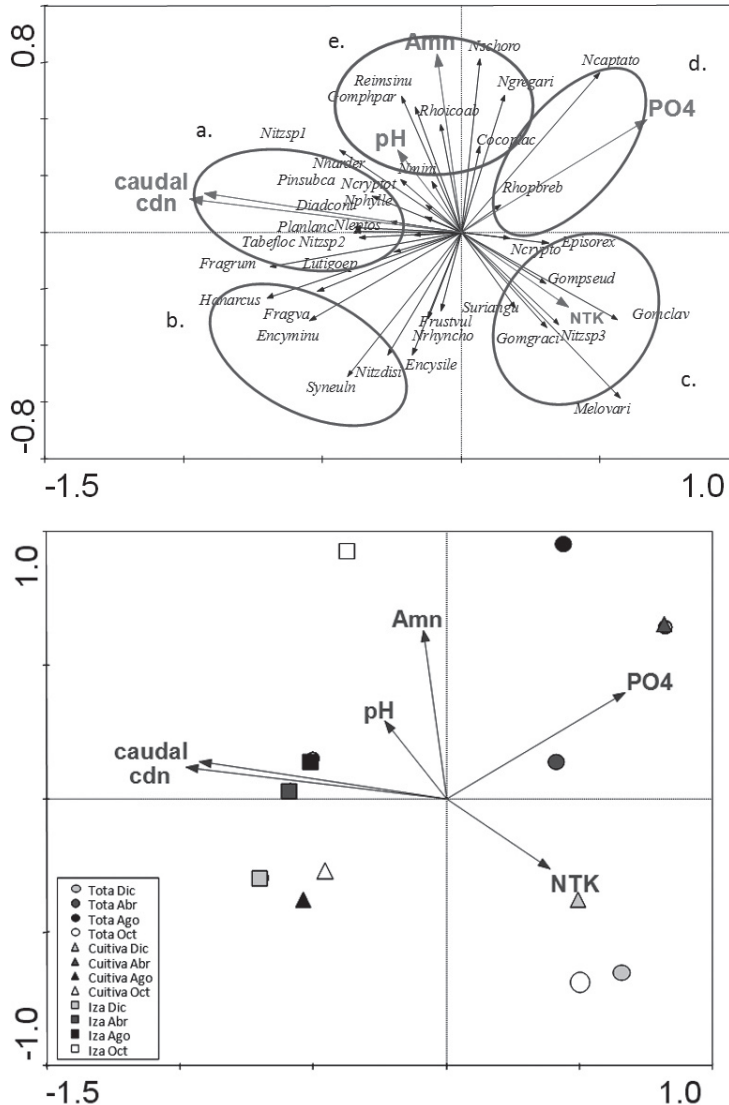 0.8
e.
Amn
Nschoro
Ncaptato
d.
Reimsinu
Ngregari
Gomphpar
Rhoicoab
PO4
a.
Nitzsp1
pH
Cocoplac
Nharder
Nmini
caudal
Pinsubca
Ncryptot
Rhopbreb
cdn
Diadconf
Nphylle
Planlanc
Nleptos
Tabefloc
Nitzsp2
Ncrypto
Episorex
Fragrum
Lutigoep
Gompseud
Hanarcus
Suriangu
NTK
Gomclav
b.
Fragva
Frustvul
Encyminu
Nrhyncho
Gomgraci
Nitzsp3
Nitzdisi
Encysile
c.
Syneuln
Melovari
-0.8
-1.5
1.0
1.0
Amn
PO4
pH
caudal
cdn
NTK
Tota Dic
Tota Abr
Tota Ago
Tota Oct
Cuitiva Dic
Cuitiva Abr
Cuitiva Ago
Cuitiva Oct
Iza Dic
Iza Abr
Iza Ago
Iza Oct
-1.0
-1.5
1.0